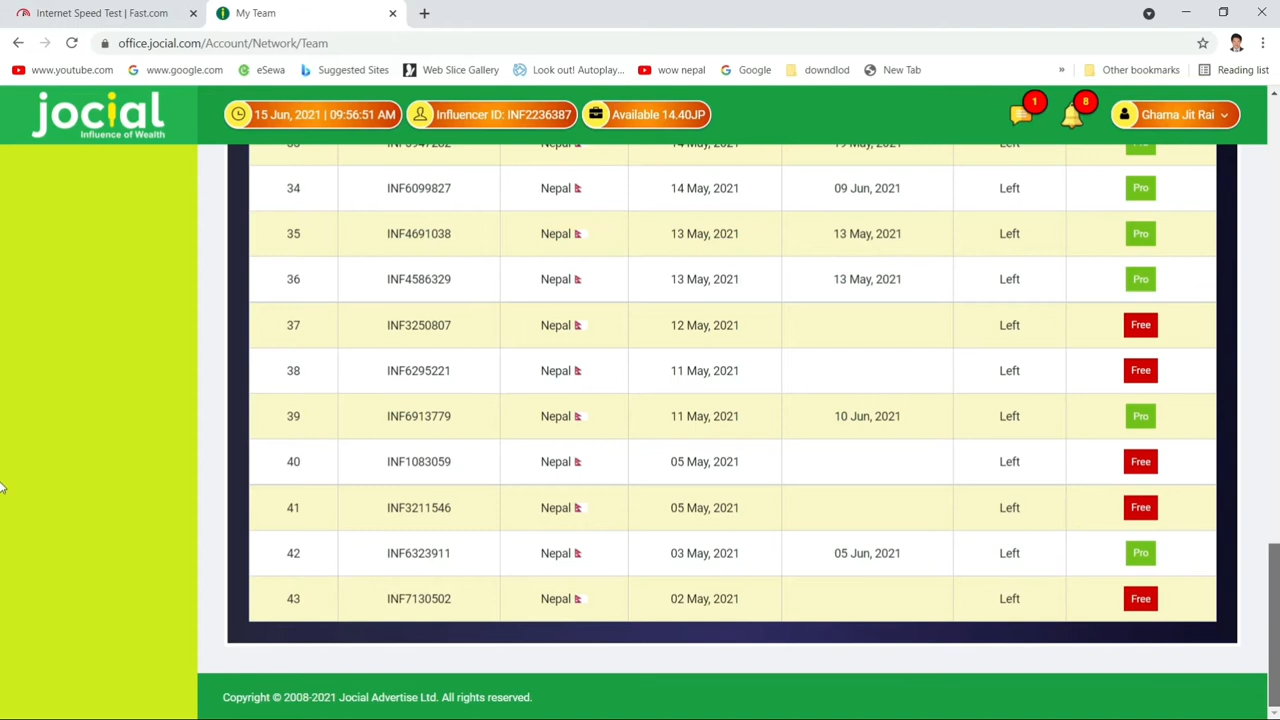 Internet Speed Test | Fast.com
My Team
office.jocial.com/Account/Network/Team
www.youtube.com www.google.com eSewa Suggested Sites Web Slice Gallery Look out! Autoplay... wow nepal Google downdlod New Tab » Other bookmarks Reading list
jocial
Influence of Wealth
15 Jun, 2021 | 09:56:51 AM Influencer ID: INF2236387 Available 14.40JP 1 8 Ghama Jit Rai
34 INF6099827 Nepal 14 May, 2021 09 Jun, 2021 Left Pro
35 INF4691038 Nepal 13 May, 2021 13 May, 2021 Left Pro
36 INF4586329 Nepal 13 May, 2021 13 May, 2021 Left Pro
37 INF3250807 Nepal 12 May, 2021 Left Free
38 INF6295221 Nepal 11 May, 2021 Left Free
39 INF6913779 Nepal 11 May, 2021 10 Jun, 2021 Left Pro
40 INF1083059 Nepal 05 May, 2021 Left Free
41 INF3211546 Nepal 05 May, 2021 Left Free
42 INF6323911 Nepal 03 May, 2021 05 Jun, 2021 Left Pro
43 INF7130502 Nepal 02 May, 2021 Left Free
Copyright © 2008-2021 Jocial Advertise Ltd. All rights reserved.